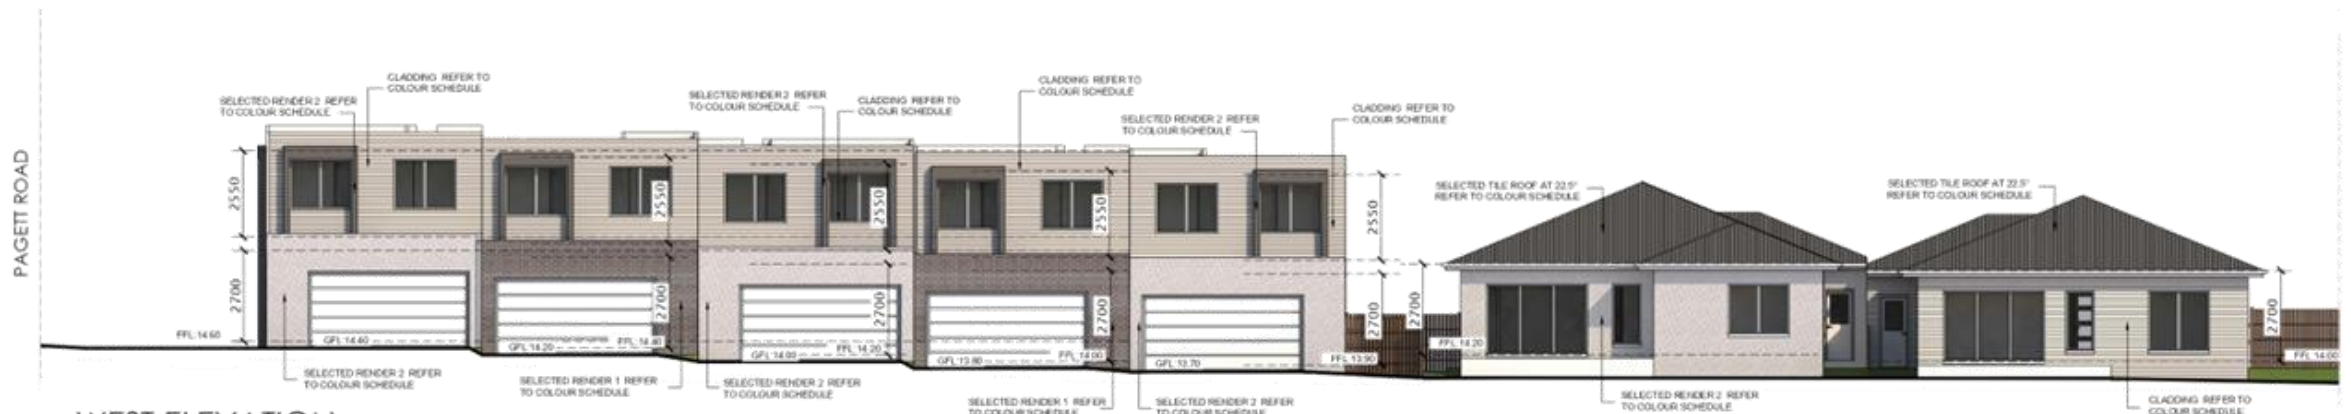 PAGETT ROAD
CLADDING REFER TO
COLOUR SCHEDULE
SELECTED RENDER 2 REFER
TO COLOUR SCHEDULE
SELECTED RENDER 2 REFER
TO COLOUR SCHEDULE
CLADDING REFER TO
COLOUR SCHEDULE
CLADDING REFER TO
COLOUR SCHEDULE
SELECTED RENDER 2 REFER
TO COLOUR SCHEDULE
CLADDING REFER TO
COLOUR SCHEDULE
SELECTED TILE ROOF AT 22.5°
REFER TO COLOUR SCHEDULE
SELECTED TILE ROOF AT 22.5°
REFER TO COLOUR SCHEDULE
2550
2550
2550
2550
2550
2700
2700
2700
2700
2700
2700
2700
FFL 14.60
GFL 14.40
GFL 14.20
FFL 14.40
GFL 14.00
FFL 14.20
GFL 13.80
FFL 14.00
GFL 13.70
FFL 13.90
FFL 14.20
FFL 14.00
SELECTED RENDER 2 REFER
TO COLOUR SCHEDULE
SELECTED RENDER 1 REFER
TO COLOUR SCHEDULE
SELECTED RENDER 2 REFER
TO COLOUR SCHEDULE
SELECTED RENDER 1 REFER
TO COLOUR SCHEDULE
SELECTED RENDER 2 REFER
TO COLOUR SCHEDULE
SELECTED RENDER 2 REFER
TO COLOUR SCHEDULE
CLADDING REFER TO
COLOUR SCHEDULE
WEST ELEVATION